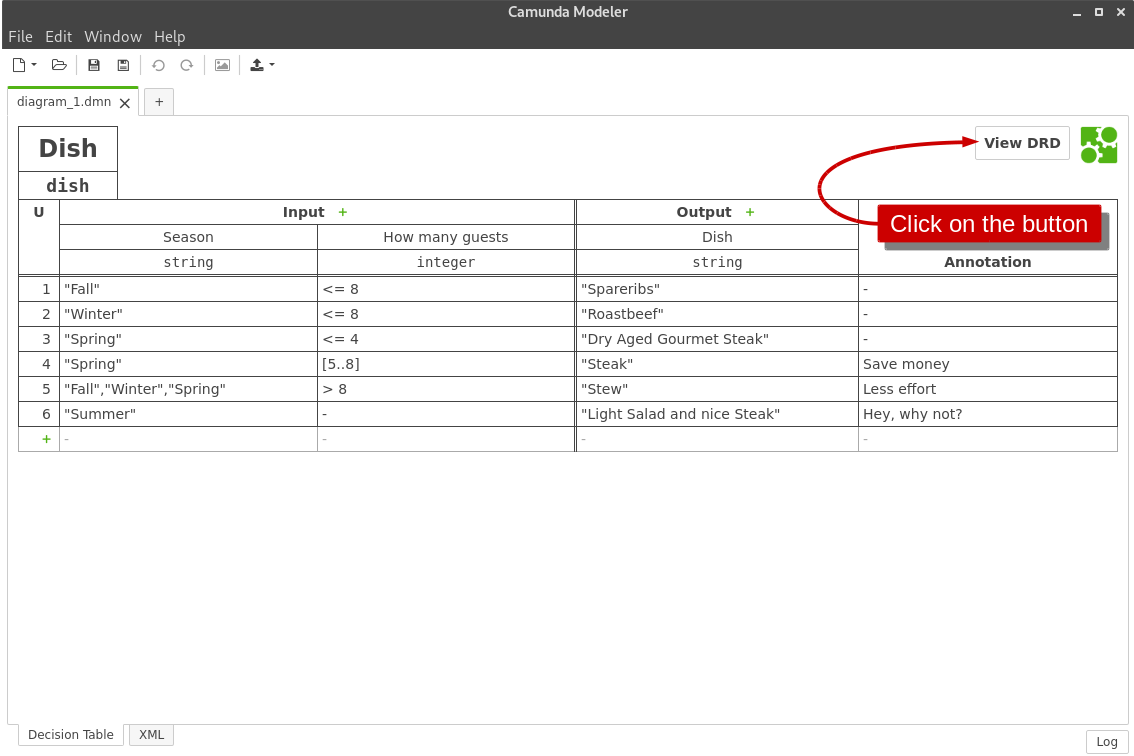 Camunda Modeler
File Edit Window Help
diagram_1.dmn +
Dish
View DRD
dish
U Input + Output +
Click on the button
Season How many guests Dish
string integer string Annotation
1 "Fall" <= 8 "Spareribs" -
2 "Winter" <= 8 "Roastbeef" -
3 "Spring" <= 4 "Dry Aged Gourmet Steak" -
4 "Spring" [5..8] "Steak" Save money
5 "Fall","Winter","Spring" > 8 "Stew" Less effort
6 "Summer" - "Light Salad and nice Steak" Hey, why not?
+ - - - -
Decision Table XML
Log